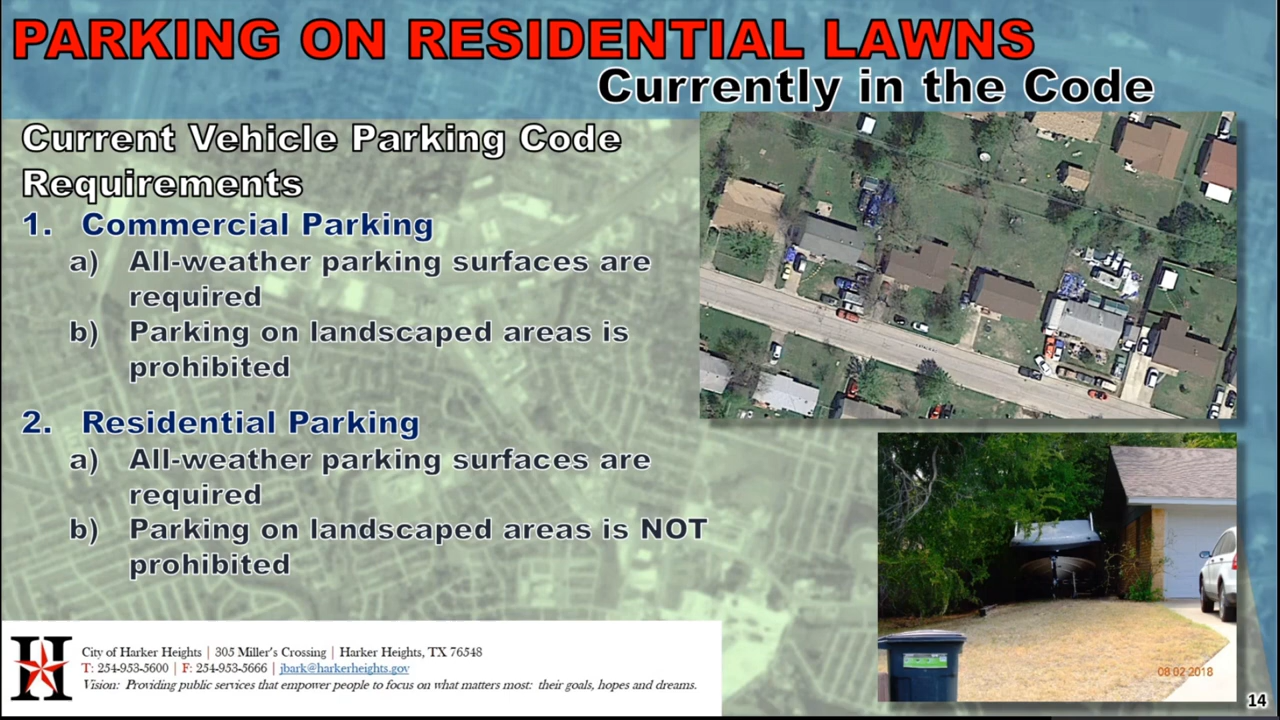 PARKING ON RESIDENTIAL LAWNS
Currently in the Code
Current Vehicle Parking Code
Requirements
1. Commercial Parking
a) All-weather parking surfaces are
required
b) Parking on landscaped areas is
prohibited
2. Residential Parking
a) All-weather parking surfaces are
required
b) Parking on landscaped areas is NOT
prohibited
08 02 2018
H
City of Harker Heights | 305 Miller's Crossing | Harker Heights, TX 76548
T: 254-953-5600 | F: 254-953-5666 | jbark@harkerheights.gov
Vision: Providing public services that empower people to focus on what matters most: their goals, hopes and dreams.
14